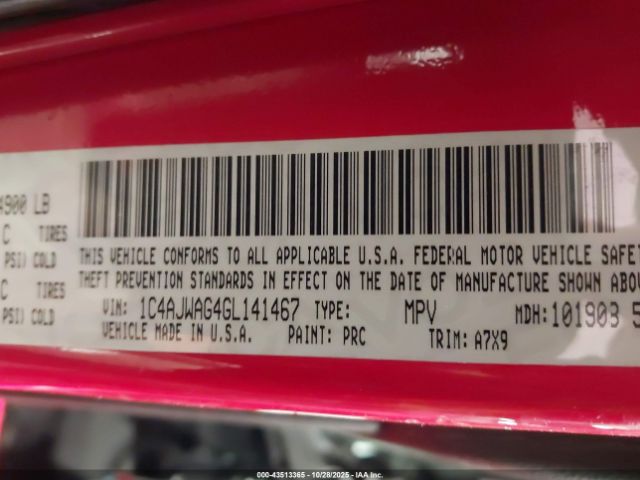 4900 LB
C TIRES
PSI) COLD
C TIRES
PSI) COLD
THIS VEHICLE CONFORMS TO ALL APPLICABLE U.S.A. FEDERAL MOTOR VEHICLE SAFET
THEFT PREVENTION STANDARDS IN EFFECT ON THE DATE OF MANUFACTURE SHOWN ABOV
VIN: 1C4AJWAG4GL141467 TYPE: MPV MDH:101903 5
VEHICLE MADE IN U.S.A. PAINT: PRC TRIM: A7X9
000-43513365 - 10/28/2025 - IAA Inc.